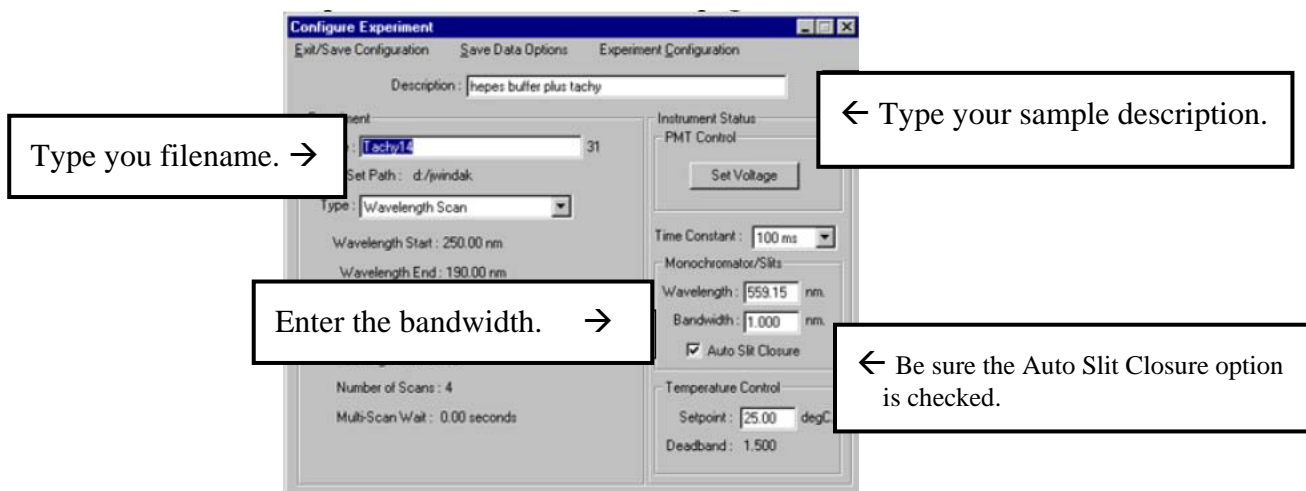 Configure Experiment
Exit/Save Configuration Save Data Options Experiment Configuration
Description : hepes buffer plus tachy
← Type your sample description.
Type you filename. →
Tachy14 31
Set Path : d:/jwindak
Type : Wavelength Scan
Wavelength Start : 250.00 nm
Wavelength End : 190.00 nm
Instrument Status
PMT Control
Set Voltage
Time Constant : 100 ms
Monochromator/Slits
Wavelength : 559.15 nm.
Enter the bandwidth. →
Bandwidth : 1.000 nm.
Auto Slit Closure
← Be sure the Auto Slit Closure option
is checked.
Number of Scans : 4
Multi-Scan Wait : 0.00 seconds
Temperature Control
Setpoint : 25.00 degC.
Deadband : 1.500